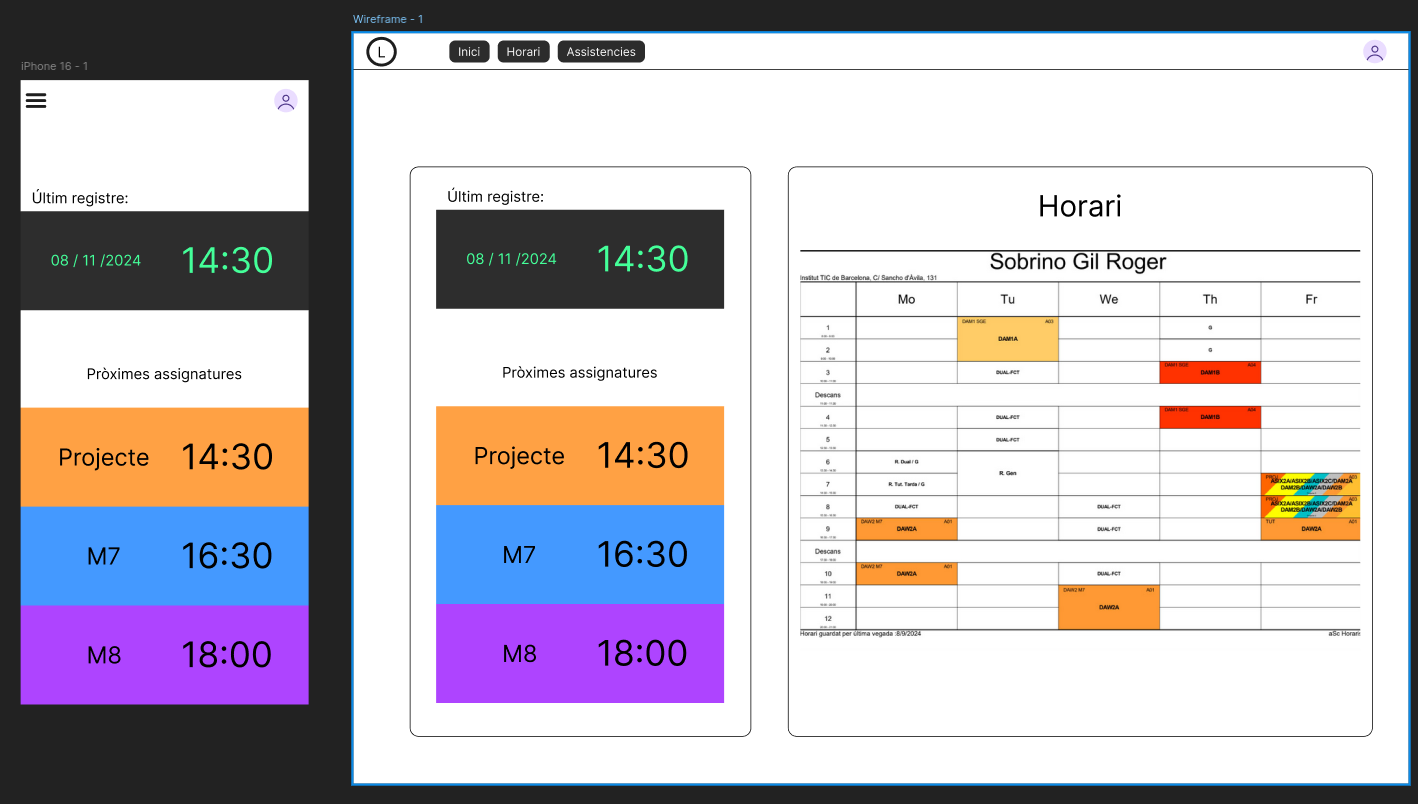 Wireframe - 1
iPhone 16 - 1
Últim registre:
08 / 11 /2024 14:30
Pròximes assignatures
Projecte 14:30
M7 16:30
M8 18:00
L Inici Horari Assistencies
Últim registre:
08 / 11 /2024 14:30
Pròximes assignatures
Projecte 14:30
M7 16:30
M8 18:00
Horari
Sobrino Gil Roger
Institut TIC de Barcelona, C/ Sancho d'Àvila, 131
Mo Tu We Th Fr
DAM1 SGE A03
1 G
DAM1A
2 G
DAM1 SGE A04
3 DUAL-FCT DAM1B
Descans
DAM1 SGE A04
4 DUAL-FCT DAM1B
5 DUAL-FCT
6 R. Dual / G
R. Gen
PROJ A03
7 R. Tut. Tarda / G ASIX2A/ASIX2B/ASIX2C/DAM2A
DAM2B/DAW2A/DAW2B
PROJ A03
8 DUAL-FCT DUAL-FCT ASIX2A/ASIX2B/ASIX2C/DAM2A
DAM2B/DAW2A/DAW2B
DAW2 M7 A01 TUT A01
9 DAW2A DUAL-FCT DAW2A
Descans
DAW2 M7 A01
10 DAW2A DUAL-FCT
DAW2 M7 A01
11
DAW2A
12
Horari guardat per última vegada :8/9/2024 aSc Horaris